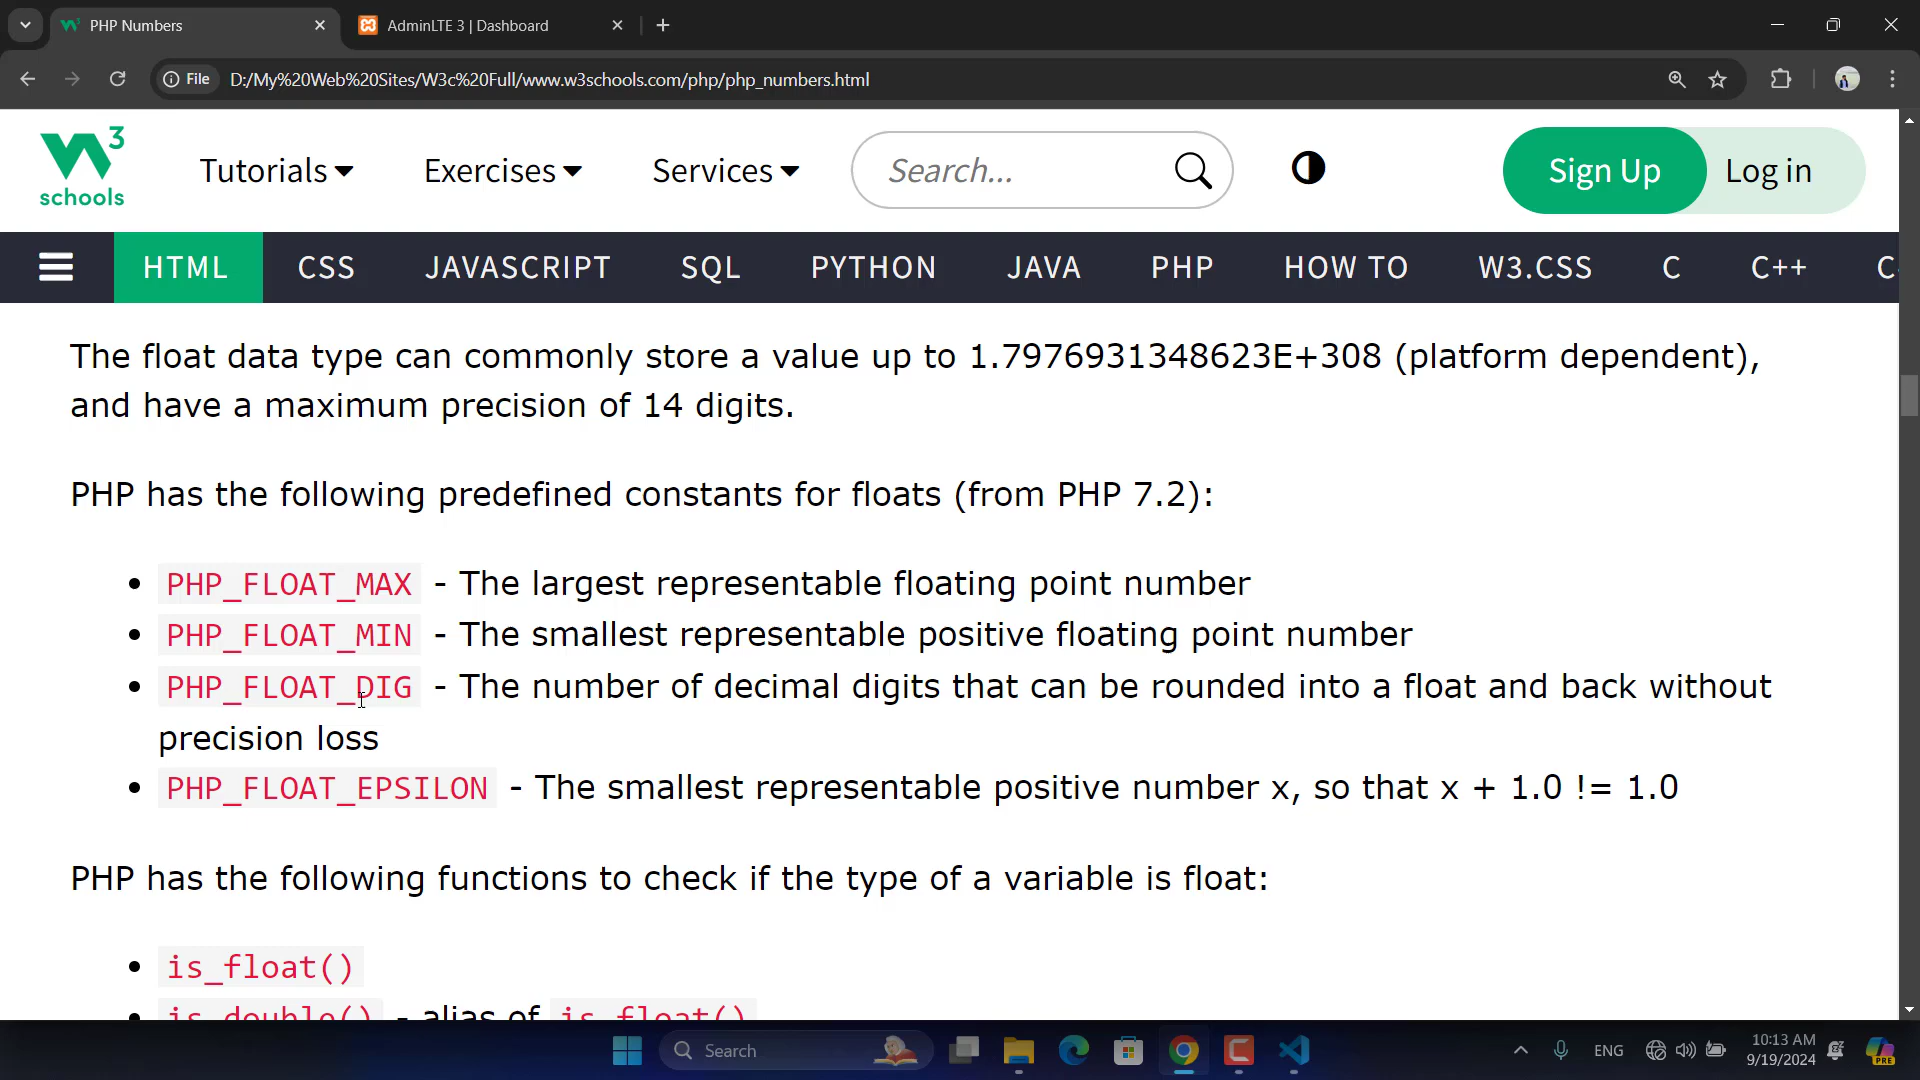 PHP Numbers
AdminLTE 3 | Dashboard
File
D:/My%20Web%20Sites/W3c%20Full/www.w3schools.com/php/php_numbers.html
W3 schools
Tutorials
Exercises
Services
Search...
Sign Up
Log in
HTML
CSS
JAVASCRIPT
SQL
PYTHON
JAVA
PHP
HOW TO
W3.CSS
C
C++
The float data type can commonly store a value up to 1.7976931348623E+308 (platform dependent),
and have a maximum precision of 14 digits.
PHP has the following predefined constants for floats (from PHP 7.2):
PHP_FLOAT_MAX - The largest representable floating point number
PHP_FLOAT_MIN - The smallest representable positive floating point number
PHP_FLOAT_DIG - The number of decimal digits that can be rounded into a float and back without
precision loss
PHP_FLOAT_EPSILON - The smallest representable positive number x, so that x + 1.0 != 1.0
PHP has the following functions to check if the type of a variable is float:
is_float()
is_double() - alias of is_float()
Search
ENG
10:13 AM
9/19/2024
PRE